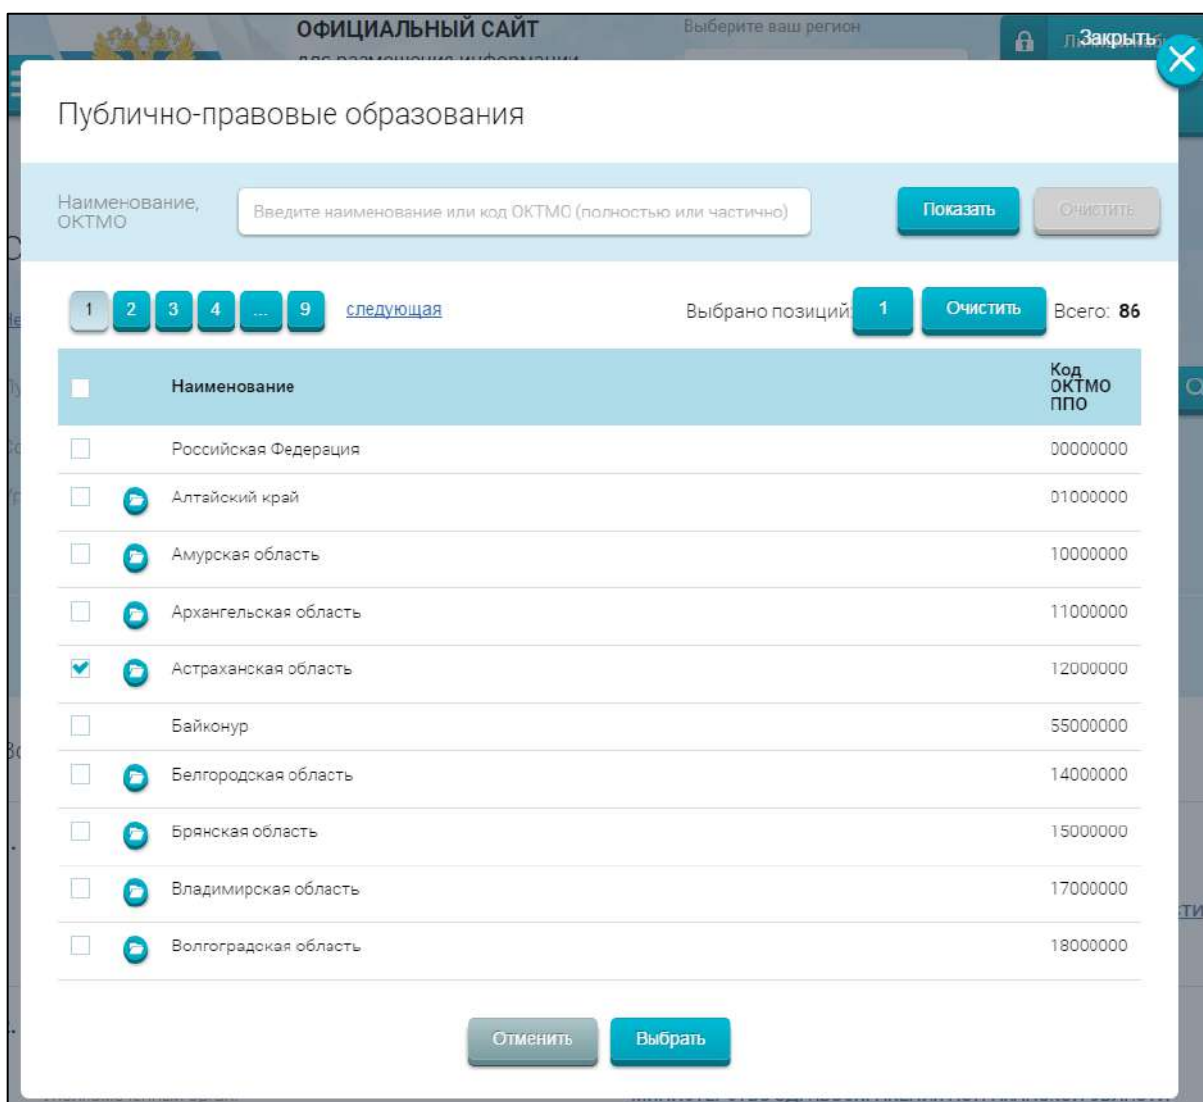 ОФИЦИАЛЬНЫЙ САЙТ
Выберите ваш регион
Закрыть
для размещения информации
Публично-правовые образования
Наименование,
ОКТМО
Введите наименование или код ОКТМО (полностью или частично)
Показать
Очистить
1 2 3 4 ... 9 следующая
Выбрано позиций: 1 Очистить Всего: 86
Наименование
Код
ОКТМО
ППО
Российская Федерация 00000000
Алтайский край 01000000
Амурская область 10000000
Архангельская область 11000000
Астраханская область 12000000
Байконур 55000000
Белгородская область 14000000
Брянская область 15000000
Владимирская область 17000000
Волгоградская область 18000000
Отменить Выбрать